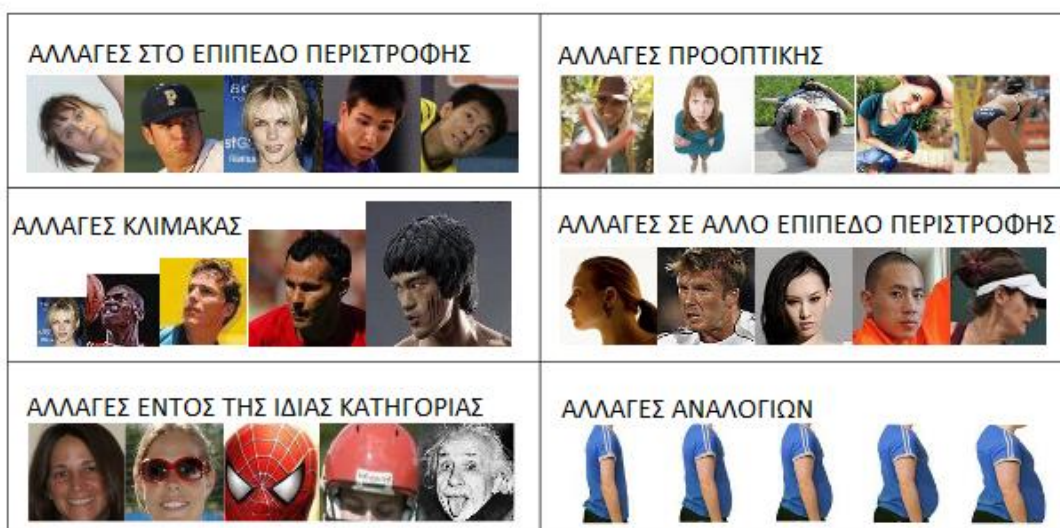 ΑΛΛΑΓΕΣ ΣΤΟ ΕΠΙΠΕΔΟ ΠΕΡΙΣΤΡΟΦΗΣ
ΑΛΛΑΓΕΣ ΠΡΟΟΠΤΙΚΗΣ
ΑΛΛΑΓΕΣ ΚΛΙΜΑΚΑΣ
ΑΛΛΑΓΕΣ ΣΕ ΑΛΛΟ ΕΠΙΠΕΔΟ ΠΕΡΙΣΤΡΟΦΗΣ
ΑΛΛΑΓΕΣ ΕΝΤΟΣ ΤΗΣ ΙΔΙΑΣ ΚΑΤΗΓΟΡΙΑΣ
ΑΛΛΑΓΕΣ ΑΝΑΛΟΓΙΩΝ